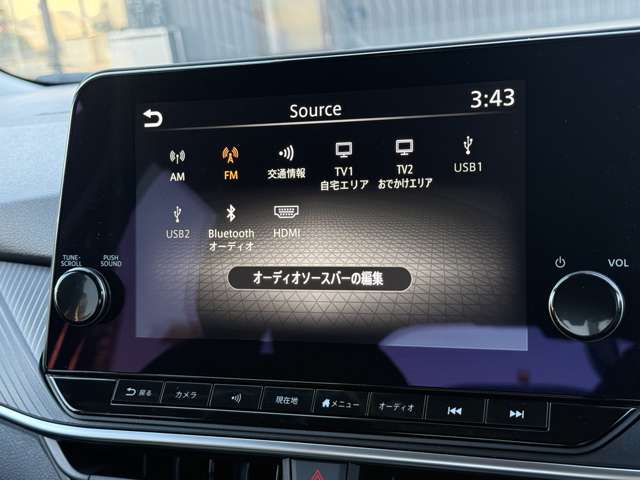 Source
3:43
AM
FM
交通情報
TV1
自宅エリア
TV2
おでかけエリア
USB1
USB2
Bluetooth
オーディオ
HDMI
オーディオソースバーの編集
TUNE・
SCROLL
PUSH
SOUND
VOL
戻る
カメラ
現在地
メニュー
オーディオ